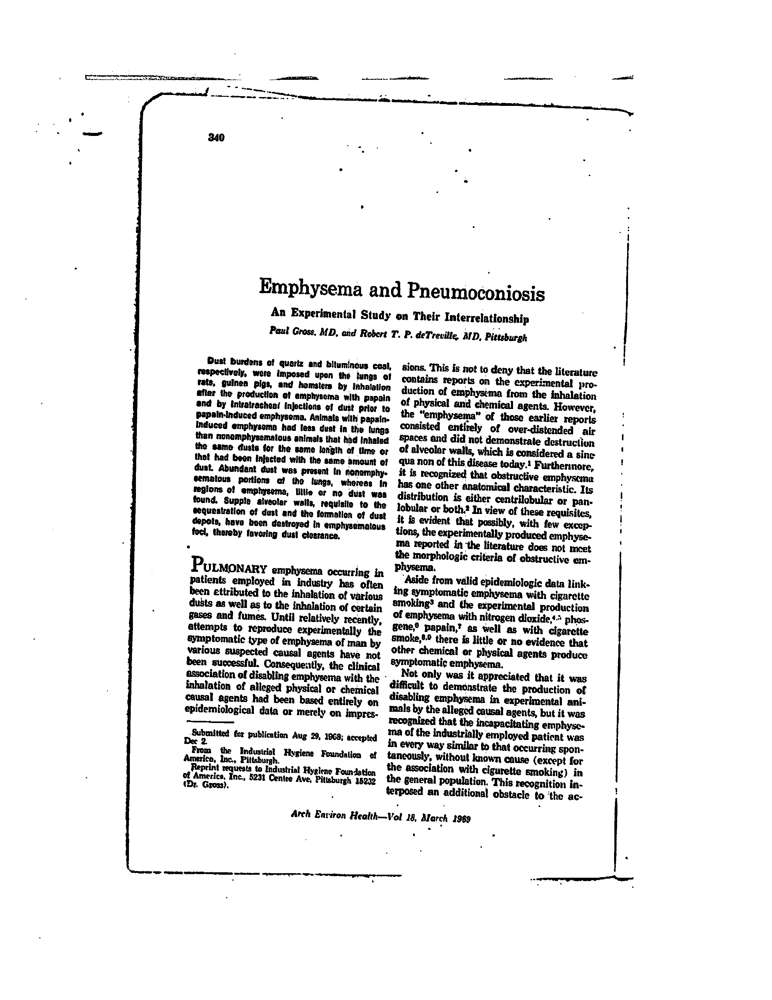 340
Emphysema and Pneumoconiosis
An Experimental Study on Their Interrelationship
Paul Gross, MD, and Robert T. P. deTreville, MD, Pittsburgh
Dust burdens of quartz and bituminous coal,
respectively, were imposed upon the lungs of
rats, guinea pigs, and hamsters by inhalation
after the production of emphysema with papain
and by intratracheal injections of dust prior to
papain-induced emphysema. Animals with papain-
induced emphysema had less dust in the lungs
than nonemphysematous animals that had inhaled
the same dusts for the same length of time or
that had been injected with the same amount of
dust. Abundant dust was present in nonemphy-
sematous portions of the lungs, whereas in
regions of emphysema, little or no dust was
found. Supple alveolar walls, requisite to the
sequestration of dust and the formation of dust
depots, have been destroyed in emphysematous
foci, thereby favoring dust clearance.
PULMONARY emphysema occurring in
patients employed in industry has often
been attributed to the inhalation of various
dusts as well as to the inhalation of certain
gases and fumes. Until relatively recently,
attempts to reproduce experimentally the
symptomatic type of emphysema of man by
various suspected causal agents have not
been successful. Consequently, the clinical
association of disabling emphysema with the
inhalation of alleged physical or chemical
causal agents had been based entirely on
epidemiological data or merely on impres-
Submitted for publication Aug 29, 1968; accepted
Dec 2.
From the Industrial Hygiene Foundation of
America, Inc., Pittsburgh.
Reprint requests to Industrial Hygiene Foundation
of America, Inc., 5231 Centre Ave, Pittsburgh 15232
(Dr. Gross).
sions. This is not to deny that the literature
contains reports on the experimental pro-
duction of emphysema from the inhalation
of physical and chemical agents. However,
the "emphysema" of those earlier reports
consisted entirely of over-distended air
spaces and did not demonstrate destruction
of alveolar walls, which is considered a sine
qua non of this disease today.¹ Furthermore,
it is recognized that obstructive emphysema
has one other anatomical characteristic. Its
distribution is either centrilobular or pan-
lobular or both.² In view of these requisites,
it is evident that possibly, with few excep-
tions, the experimentally produced emphyse-
ma reported in the literature does not meet
the morphologic criteria of obstructive em-
physema.
Aside from valid epidemiologic data link-
ing symptomatic emphysema with cigarette
smoking³ and the experimental production
of emphysema with nitrogen dioxide,⁴,⁵ phos-
gene,⁶ papain,⁷ as well as with cigarette
smoke,⁸,⁹ there is little or no evidence that
other chemical or physical agents produce
symptomatic emphysema.
Not only was it appreciated that it was
difficult to demonstrate the production of
disabling emphysema in experimental ani-
mals by the alleged causal agents, but it was
recognized that the incapacitating emphyse-
ma of the industrially employed patient was
in every way similar to that occurring spon-
taneously, without known cause (except for
the association with cigarette smoking) in
the general population. This recognition in-
terposed an additional obstacle to the ac-
Arch Environ Health—Vol 18, March 1969